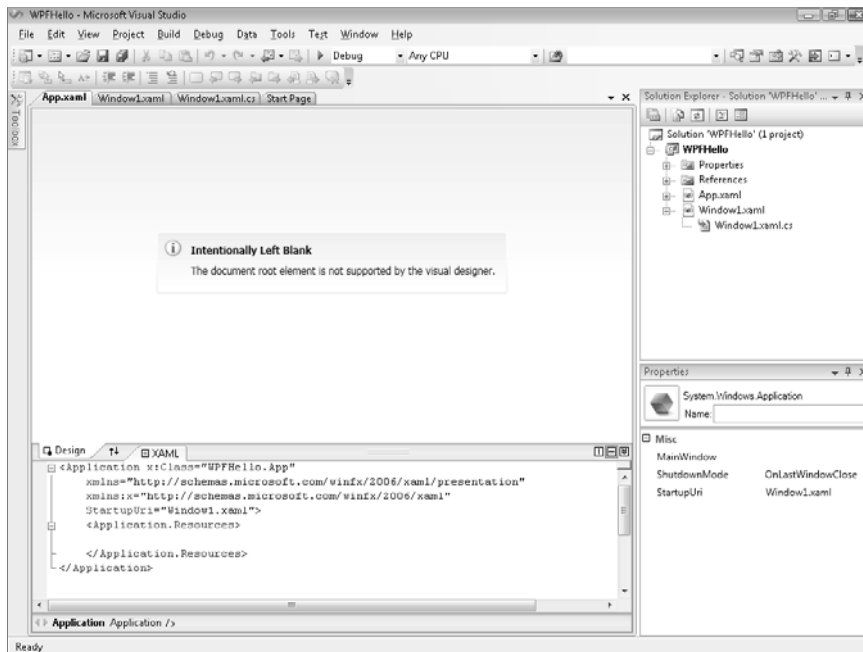 WPFHello - Microsoft Visual Studio
File Edit View Project Build Debug Data Tools Test Window Help
Debug Any CPU
App.xaml Window1.xaml Window1.xaml.cs Start Page
Toolbox
Intentionally Left Blank
The document root element is not supported by the visual designer.
Design XAML
<Application x:Class="WPFHello.App"
xmlns="http://schemas.microsoft.com/winfx/2006/xaml/presentation"
xmlns:x="http://schemas.microsoft.com/winfx/2006/xaml"
StartupUri="Window1.xaml">
<Application.Resources>
</Application.Resources>
</Application>
Application Application />
Solution Explorer - Solution 'WPFHello' ...
Solution 'WPFHello' (1 project)
WPFHello
Properties
References
App.xaml
Window1.xaml
Window1.xaml.cs
Properties
System.Windows.Application
Name:
Misc
MainWindow
ShutdownMode OnLastWindowClose
StartupUri Window1.xaml
Ready